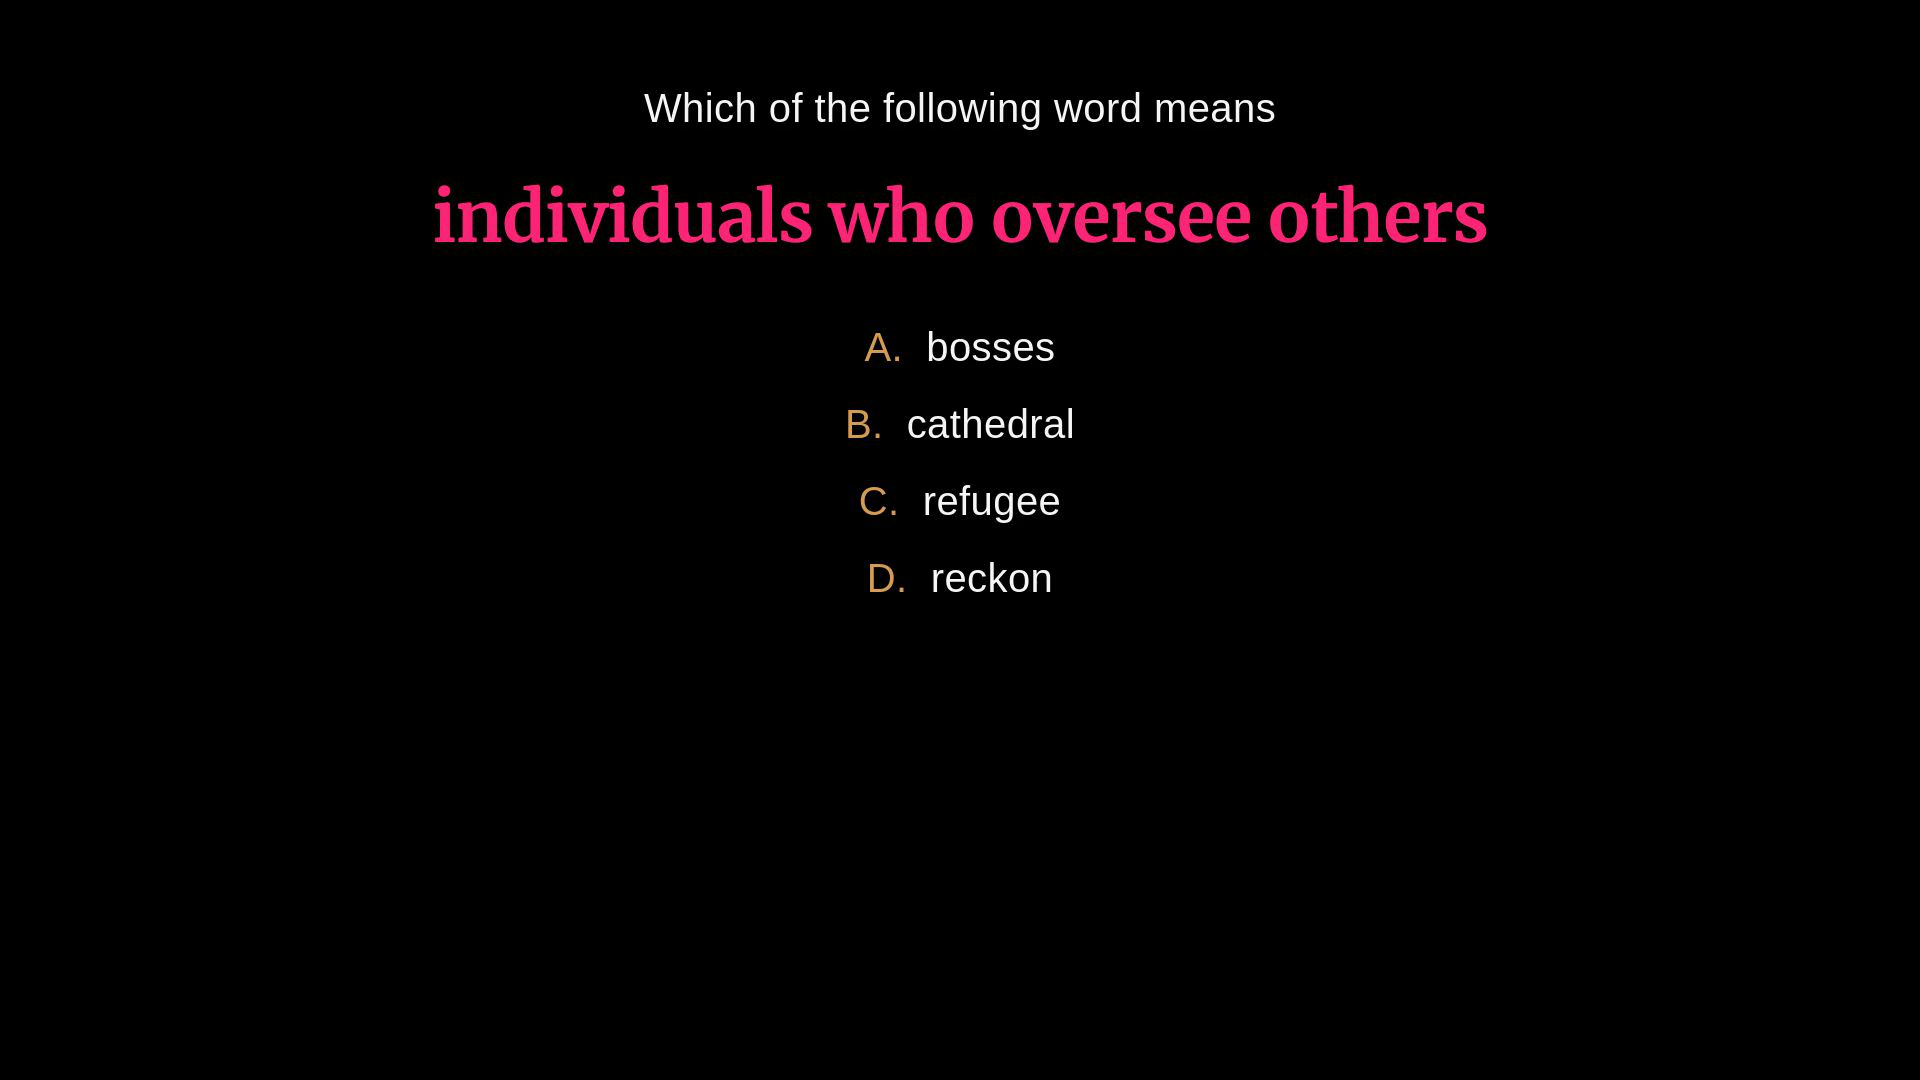 Which of the following word means
individuals who oversee others
A. bosses
B. cathedral
C. refugee
D. reckon